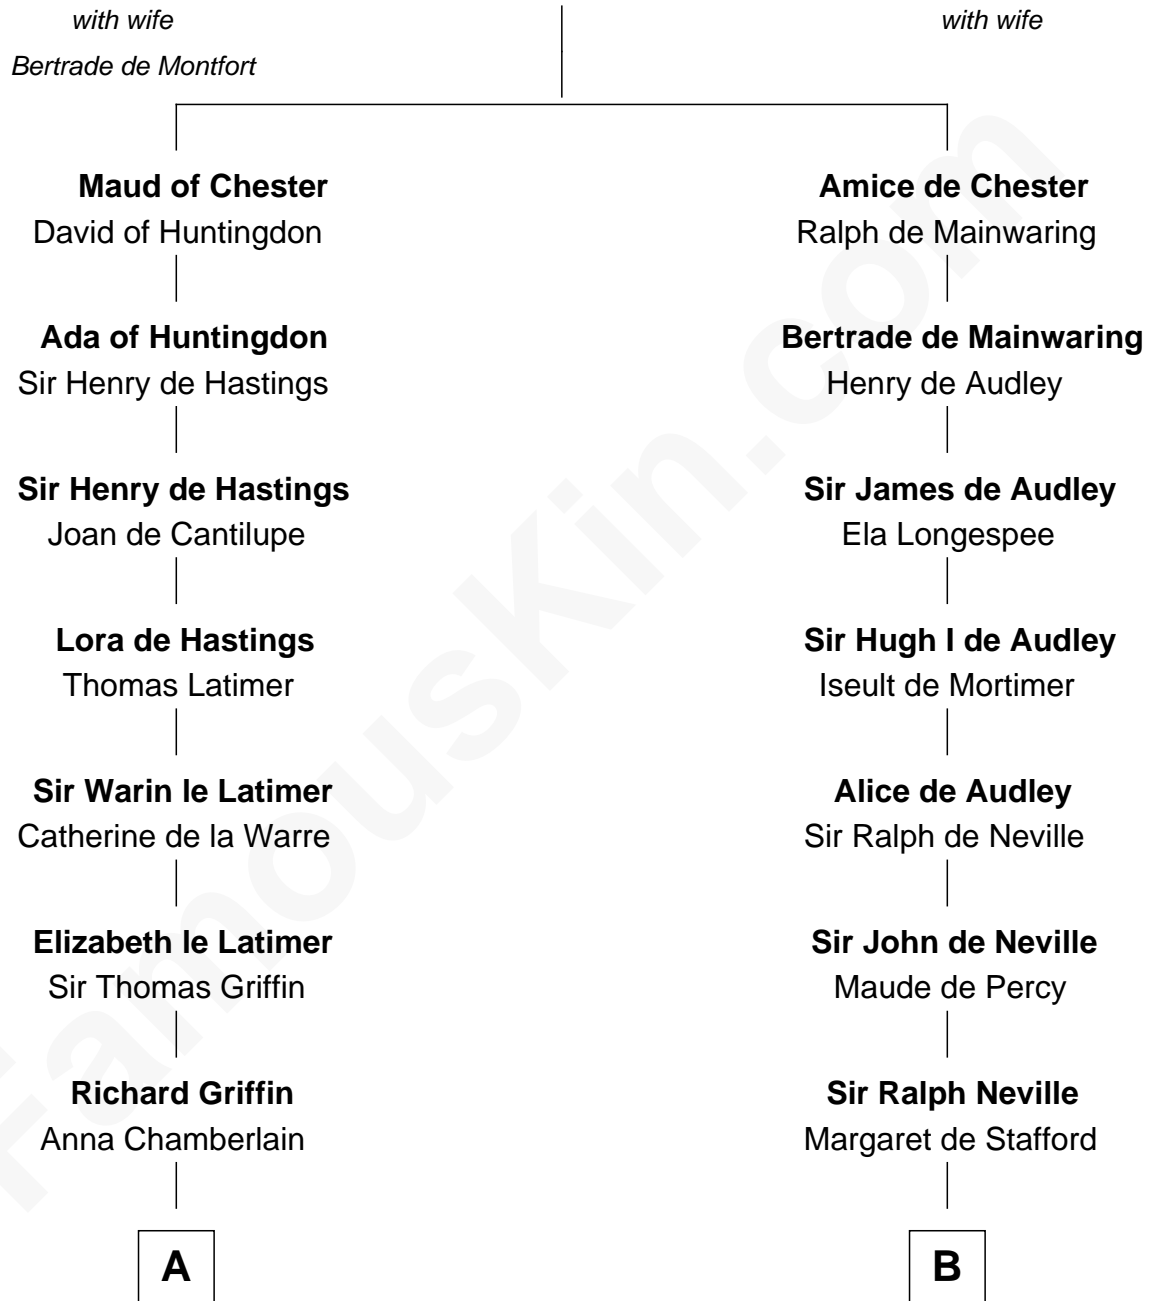 with wife
with wife
Bertrade de Montfort
Maud of Chester
David of Huntingdon
Amice de Chester
Ralph de Mainwaring
Ada of Huntingdon
Sir Henry de Hastings
Bertrade de Mainwaring
Henry de Audley
Sir Henry de Hastings
Joan de Cantilupe
Sir James de Audley
Ela Longespee
Lora de Hastings
Thomas Latimer
Sir Hugh I de Audley
Iseult de Mortimer
Sir Warin le Latimer
Catherine de la Warre
Alice de Audley
Sir Ralph de Neville
Elizabeth le Latimer
Sir Thomas Griffin
Sir John de Neville
Maude de Percy
Richard Griffin
Anna Chamberlain
Sir Ralph Neville
Margaret de Stafford
A
B
FamousKin.com